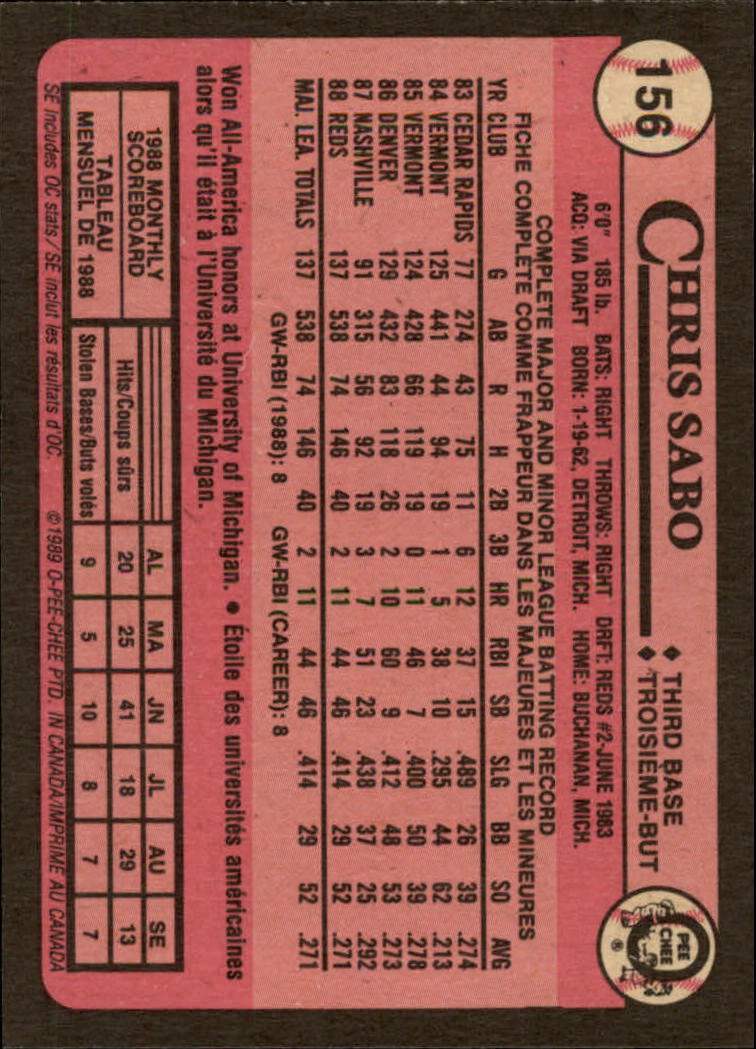 156
CHRIS SABO
◆ THIRD BASE
◆ TROISIÈME-BUT
O PEE CHEE ®
6'0" 185 lb. BATS: RIGHT THROWS: RIGHT DRFT: REDS #2-JUNE 1983
ACQ: VIA DRAFT BORN: 1-19-62, DETROIT, MICH. HOME: BUCHANAN, MICH.
COMPLETE MAJOR AND MINOR LEAGUE BATTING RECORD
FICHE COMPLÈTE COMME FRAPPEUR DANS LES MAJEURES ET LES MINEURES
YR CLUB G AB R H 2B 3B HR RBI SB SLG BB SO AVG
83 CEDAR RAPIDS 77 274 43 75 11 6 12 37 15 .489 26 39 .274
84 VERMONT 125 441 44 94 19 1 5 38 10 .295 44 62 .213
85 VERMONT 124 428 66 119 19 0 11 46 7 .400 50 39 .278
86 DENVER 129 432 83 118 26 2 10 60 9 .412 48 53 .273
87 NASHVILLE 91 315 56 92 19 3 7 51 23 .438 37 25 .292
88 REDS 137 538 74 146 40 2 11 44 46 .414 29 52 .271
MAJ. LEA. TOTALS 137 538 74 146 40 2 11 44 46 .414 29 52 .271
GW-RBI (1988): 8 GW-RBI (CAREER): 8
Won All-America honors at University of Michigan. ● Étoile des universités américaines
alors qu'il était à l'Université du Michigan.
1988 MONTHLY
SCOREBOARD
TABLEAU
MENSUEL DE 1988
AL MA JN JL AU SE
Hits/Coups sûrs 20 25 41 18 29 13
Stolen Bases/Buts volés 9 5 10 8 7 7
SE includes OC stats/SE inclut les résultats d'OC. ©1989 O-PEE-CHEE PTD. IN CANADA/IMPRIMÉ AU CANADA